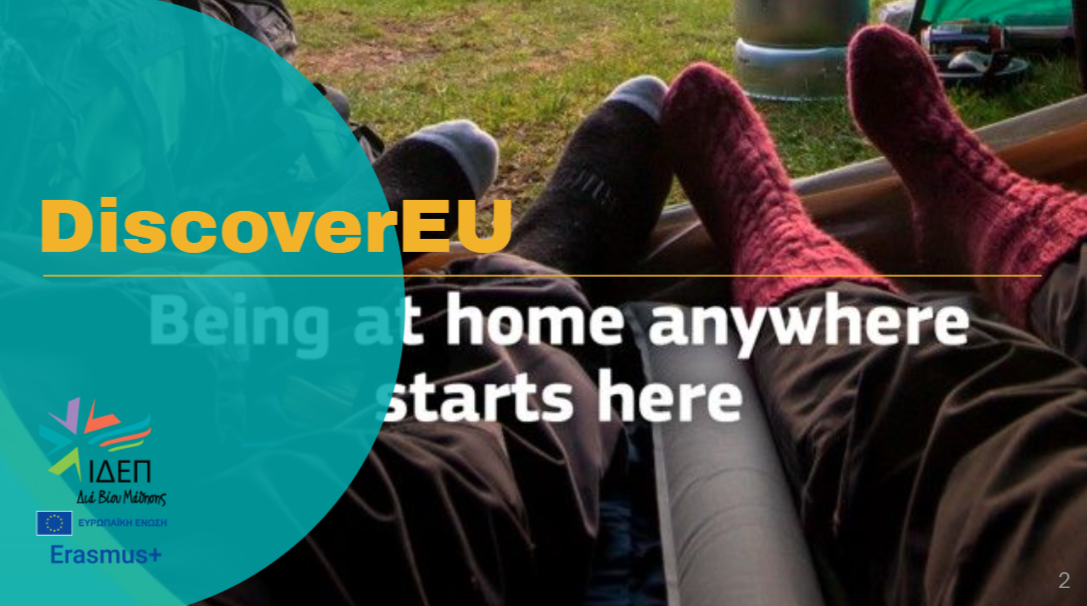 DiscoverEU
Being at home anywhere
starts here
ΙΔΕΠ
Διά Βίου Μάθησης
ΕΥΡΩΠΑΪΚΗ ΕΝΩΣΗ
Erasmus+
2